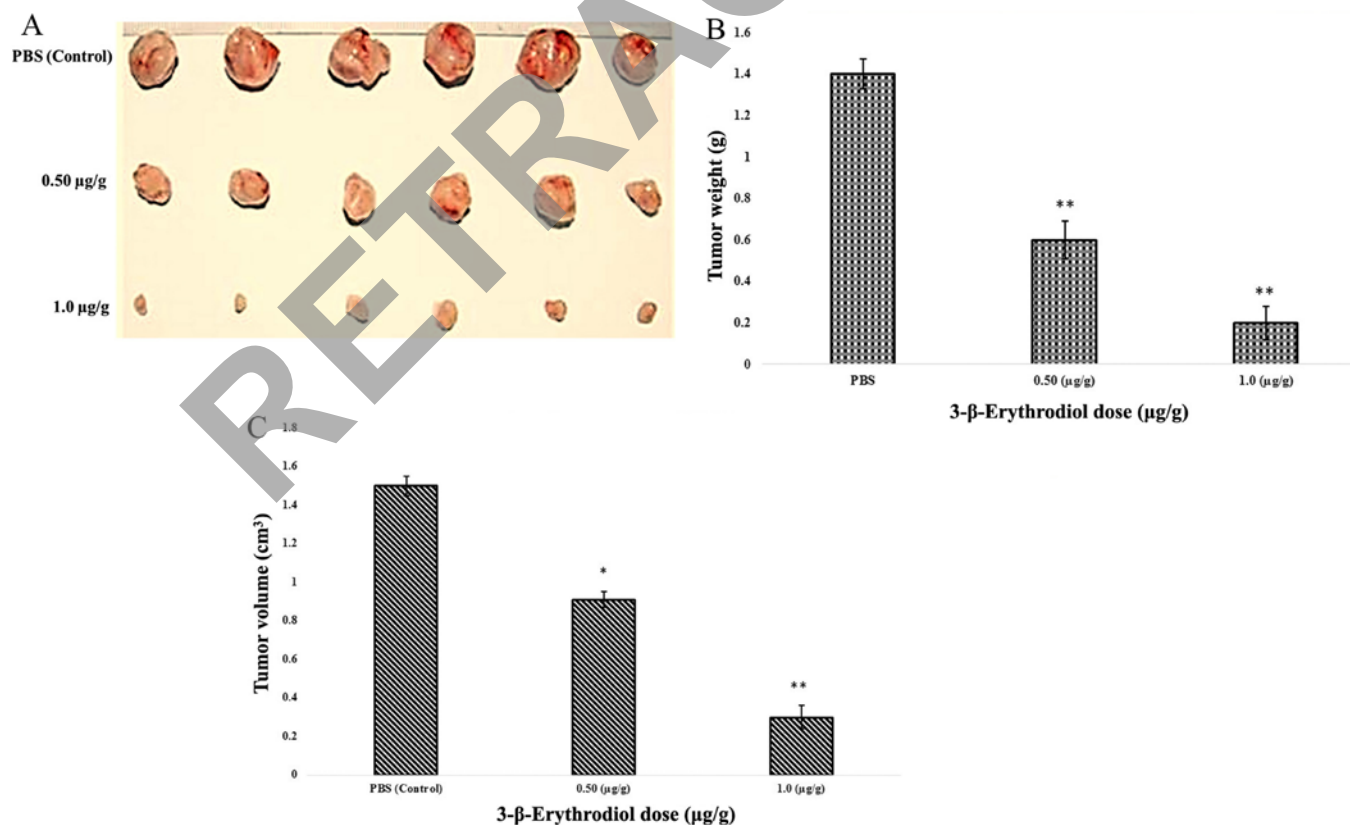 A
PBS (Control)
0.50 µg/g
1.0 µg/g
RETRAC
B
1.6
1.4
1.2
1
0.8
0.6
0.4
0.2
0
Tumor weight (g)
**
**
PBS
0.50 (µg/g)
1.0 (µg/g)
3-β-Erythrodiol dose (µg/g)
C
1.8
1.6
1.4
1.2
1
0.8
0.6
0.4
0.2
0
Tumor volume (cm³)
*
**
PBS (Control)
0.50 (µg/g)
1.0 (µg/g)
3-β-Erythrodiol dose (µg/g)